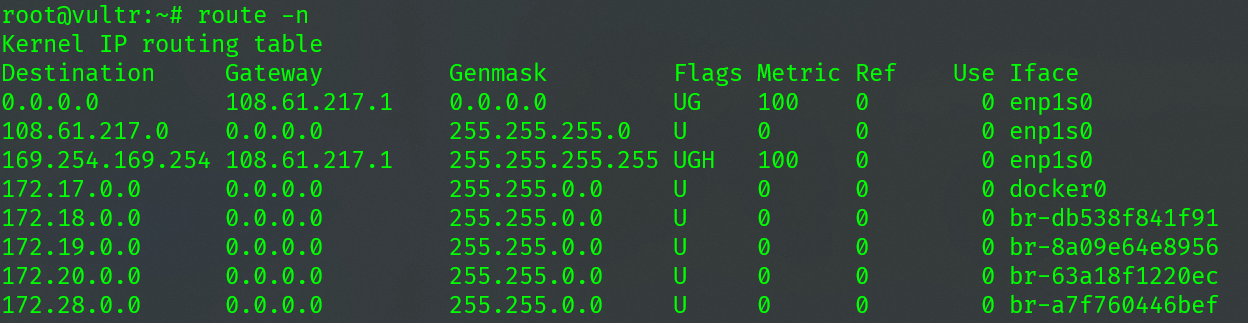 root@vultr:~# route -n
Kernel IP routing table
Destination     Gateway         Genmask         Flags Metric Ref    Use Iface
0.0.0.0         108.61.217.1    0.0.0.0         UG    100    0        0 enp1s0
108.61.217.0    0.0.0.0         255.255.255.0   U     0      0        0 enp1s0
169.254.169.254 108.61.217.1    255.255.255.255 UGH   100    0        0 enp1s0
172.17.0.0      0.0.0.0         255.255.0.0     U     0      0        0 docker0
172.18.0.0      0.0.0.0         255.255.0.0     U     0      0        0 br-db538f841f91
172.19.0.0      0.0.0.0         255.255.0.0     U     0      0        0 br-8a09e64e8956
172.20.0.0      0.0.0.0         255.255.0.0     U     0      0        0 br-63a18f1220ec
172.28.0.0      0.0.0.0         255.255.0.0     U     0      0        0 br-a7f760446bef